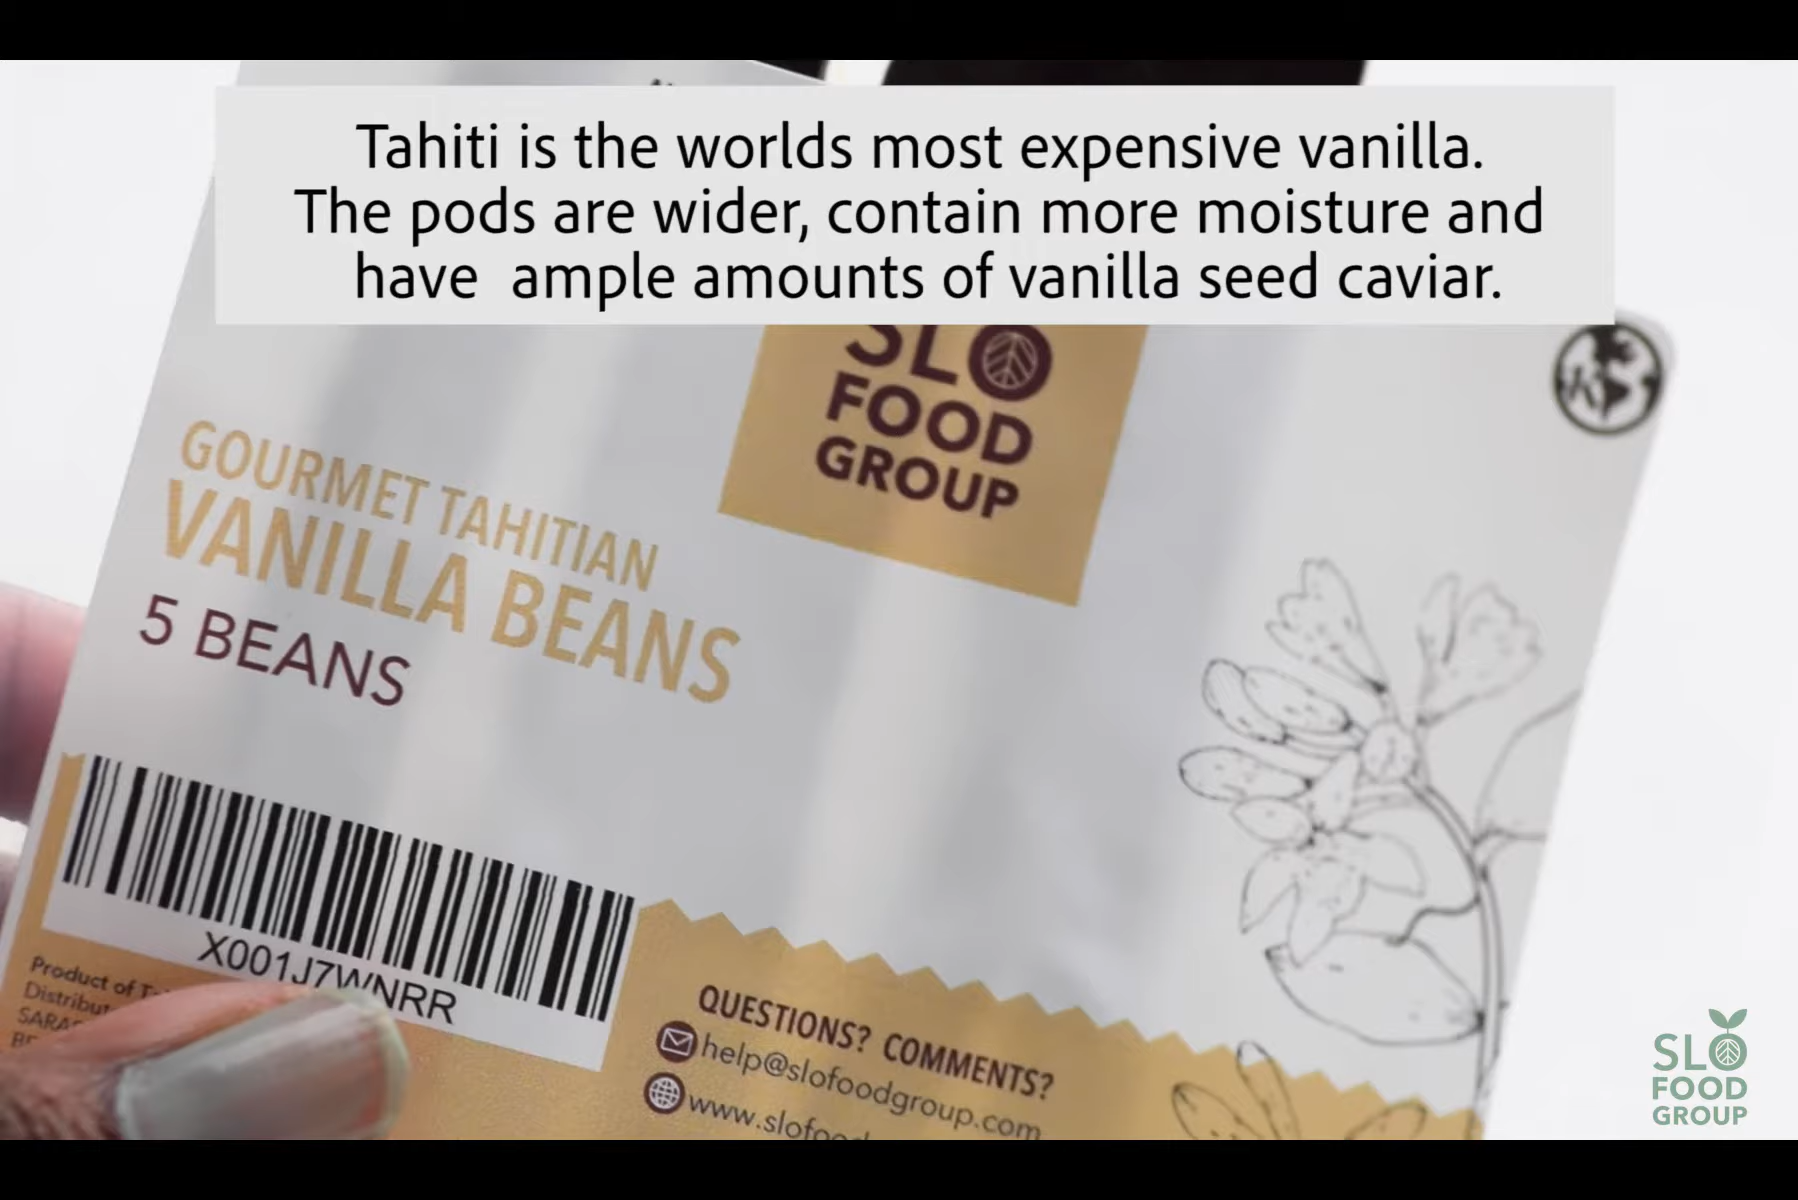 Tahiti is the worlds most expensive vanilla.
The pods are wider, contain more moisture and
have  ample amounts of vanilla seed caviar.
SLO
FOOD
GROUP
GOURMET TAHITIAN
VANILLA BEANS
5 BEANS
X001J7WNRR
Product of
QUESTIONS? COMMENTS?
help@slofoodgroup.com
SLO
FOOD
GROUP